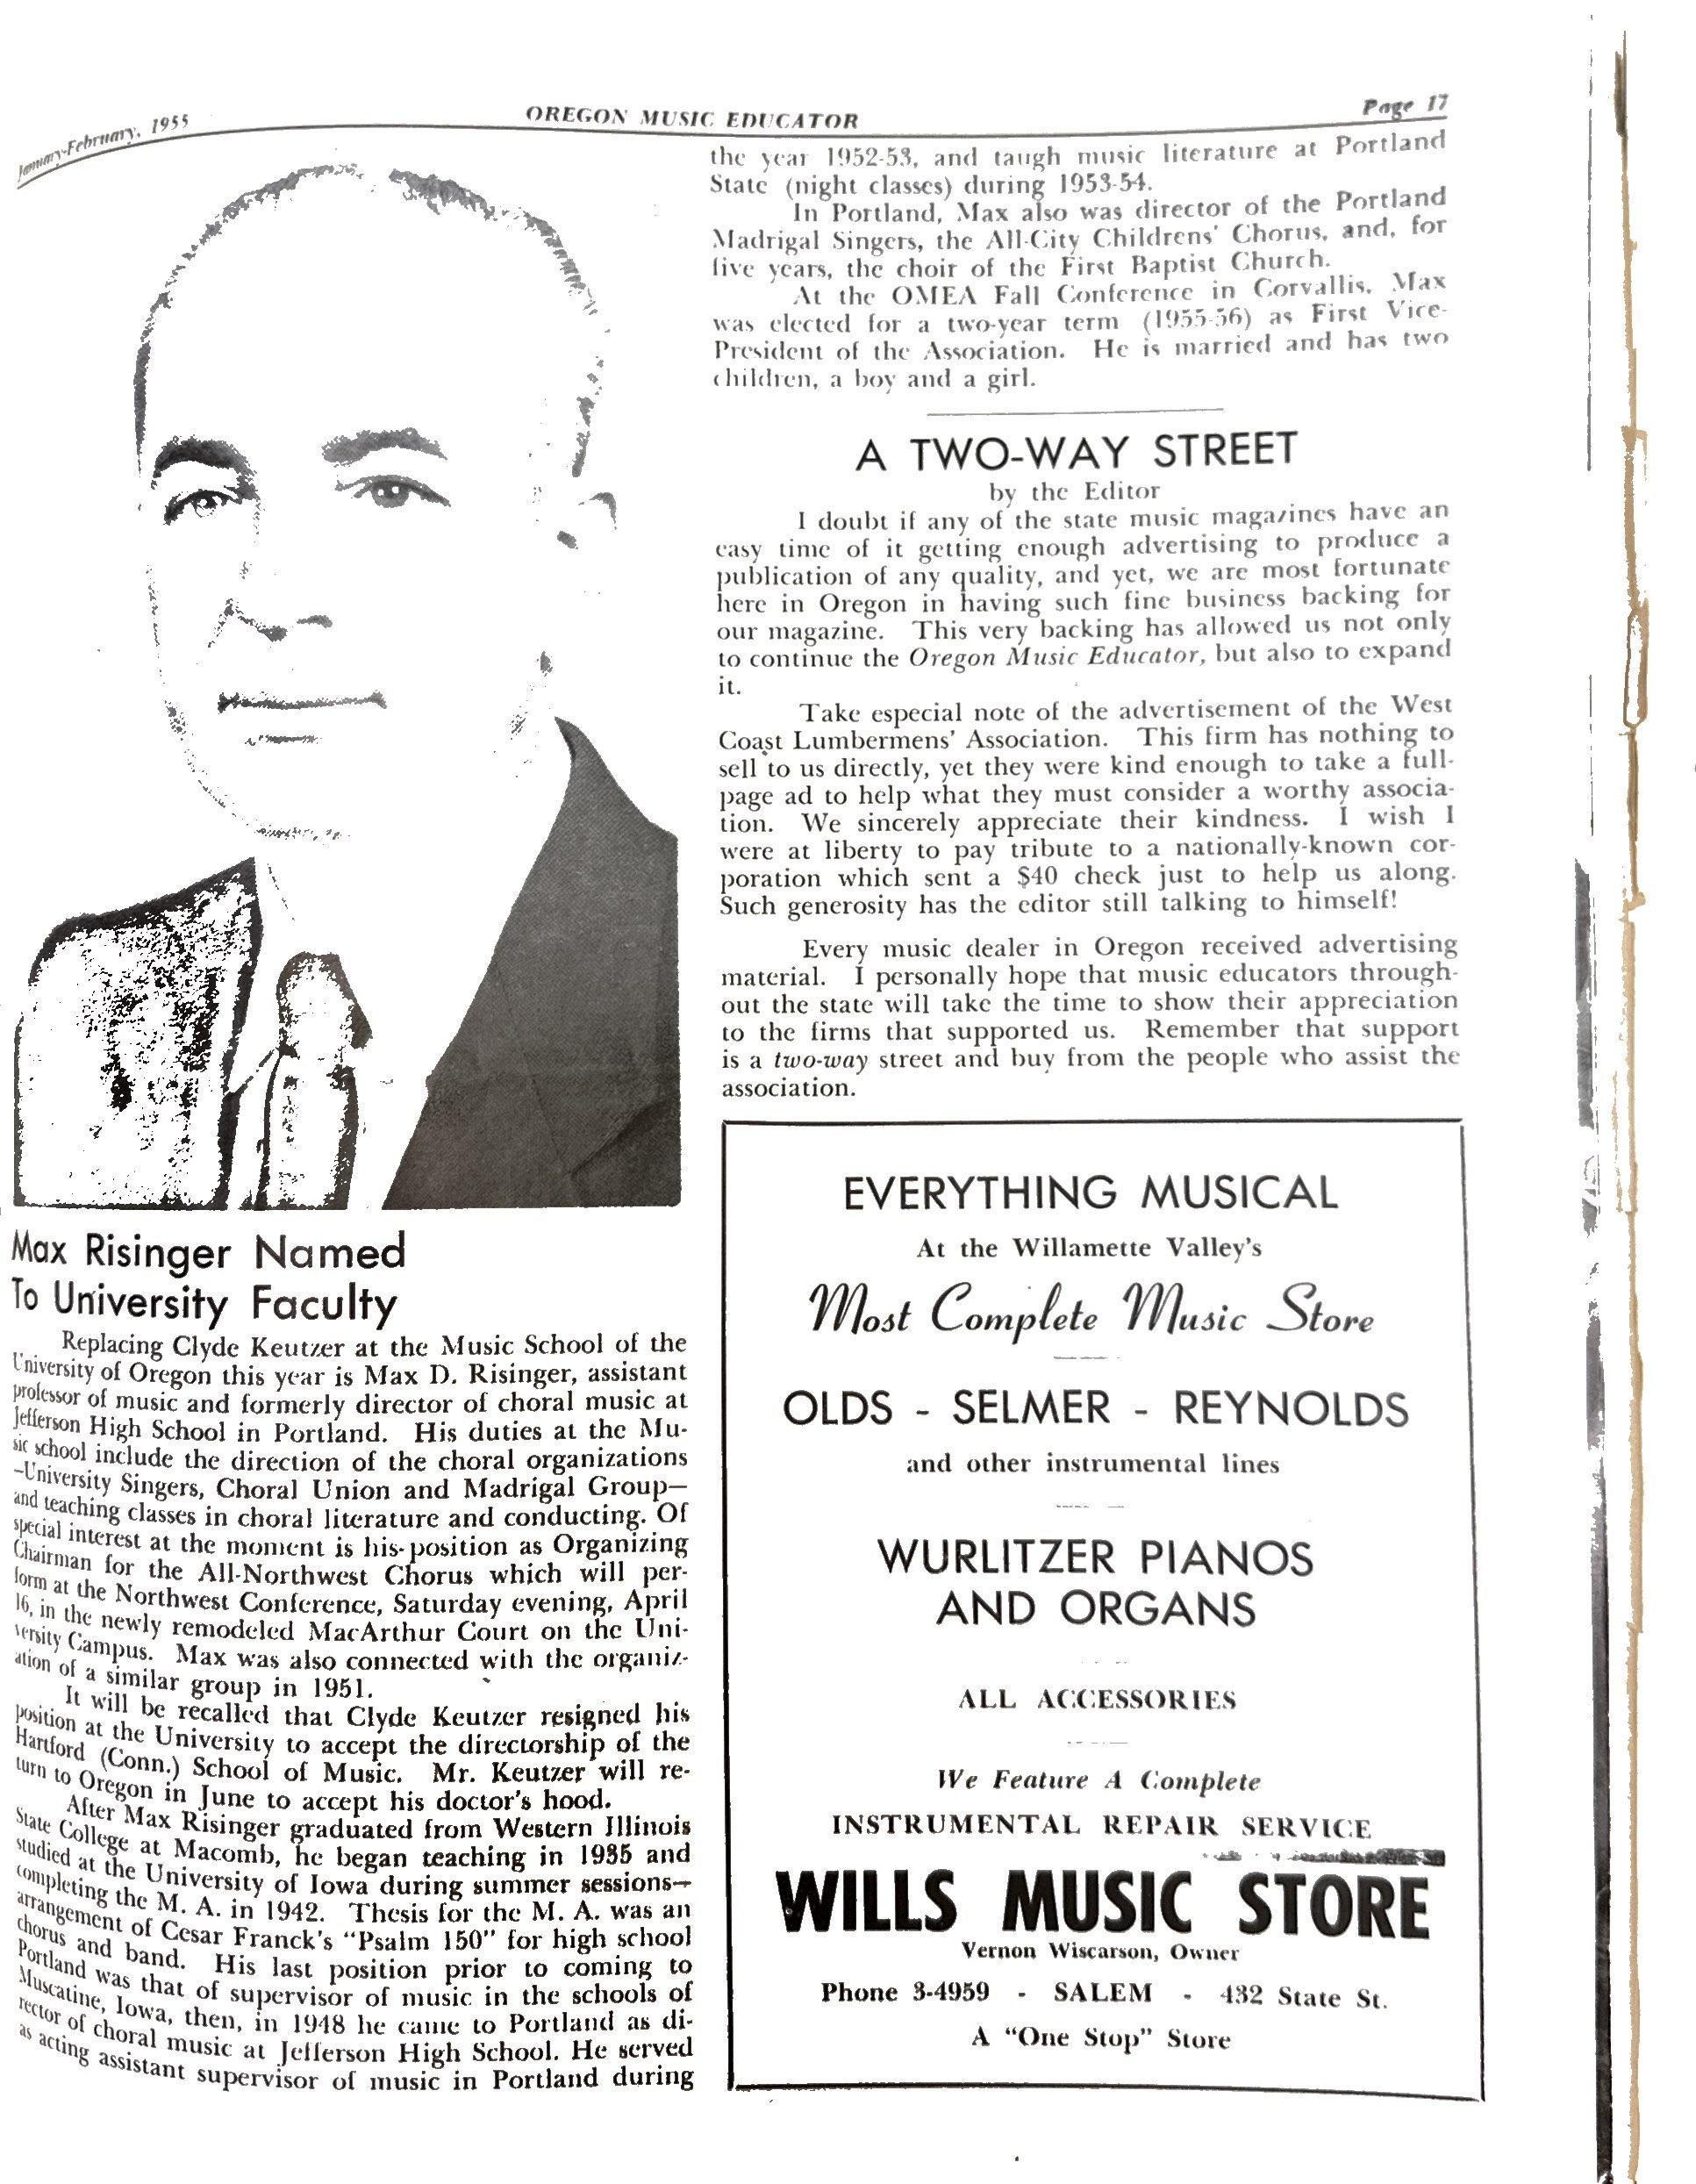 January-February, 1955
OREGON MUSIC EDUCATOR
Page 17
Max Risinger Named
To University Faculty
Replacing Clyde Keutzer at the Music School of the
University of Oregon this year is Max D. Risinger, assistant
professor of music and formerly director of choral music at
Jefferson High School in Portland. His duties at the Mu-
sic school include the direction of the choral organizations
—University Singers, Choral Union and Madrigal Group—
and teaching classes in choral literature and conducting. Of
special interest at the moment is his position as Organizing
Chairman for the All-Northwest Chorus which will per-
form at the Northwest Conference, Saturday evening, April
16, in the newly remodeled MacArthur Court on the Uni-
versity Campus. Max was also connected with the organiz-
ation of a similar group in 1951.
It will be recalled that Clyde Keutzer resigned his
position at the University to accept the directorship of the
Hartford (Conn.) School of Music. Mr. Keutzer will re-
turn to Oregon in June to accept his doctor's hood.
After Max Risinger graduated from Western Illinois
State College at Macomb, he began teaching in 1935 and
studied at the University of Iowa during summer sessions—
completing the M. A. in 1942. Thesis for the M. A. was an
arrangement of Cesar Franck's "Psalm 150" for high school
chorus and band. His last position prior to coming to
Portland was that of supervisor of music in the schools of
Muscatine, Iowa, then, in 1948 he came to Portland as di-
rector of choral music at Jefferson High School. He served
as acting assistant supervisor of music in Portland during
the year 1952-53, and taugh music literature at Portland
State (night classes) during 1953-54.
In Portland, Max also was director of the Portland
Madrigal Singers, the All-City Childrens' Chorus, and, for
five years, the choir of the First Baptist Church.
At the OMEA Fall Conference in Corvallis, Max
was elected for a two-year term (1955-56) as First Vice-
President of the Association. He is married and has two
children, a boy and a girl.
A TWO-WAY STREET
by the Editor
I doubt if any of the state music magazines have an
easy time of it getting enough advertising to produce a
publication of any quality, and yet, we are most fortunate
here in Oregon in having such fine business backing for
our magazine. This very backing has allowed us not only
to continue the Oregon Music Educator, but also to expand
it.
Take especial note of the advertisement of the West
Coast Lumbermens' Association. This firm has nothing to
sell to us directly, yet they were kind enough to take a full-
page ad to help what they must consider a worthy associa-
tion. We sincerely appreciate their kindness. I wish I
were at liberty to pay tribute to a nationally-known cor-
poration which sent a $40 check just to help us along.
Such generosity has the editor still talking to himself!
Every music dealer in Oregon received advertising
material. I personally hope that music educators through-
out the state will take the time to show their appreciation
to the firms that supported us. Remember that support
is a two-way street and buy from the people who assist the
association.
EVERYTHING MUSICAL
At the Willamette Valley's
Most Complete Music Store
OLDS - SELMER - REYNOLDS
and other instrumental lines
WURLITZER PIANOS
AND ORGANS
ALL ACCESSORIES
We Feature A Complete
INSTRUMENTAL REPAIR SERVICE
WILLS MUSIC STORE
Vernon Wiscarson, Owner
Phone 3-4959 - SALEM - 432 State St.
A "One Stop" Store